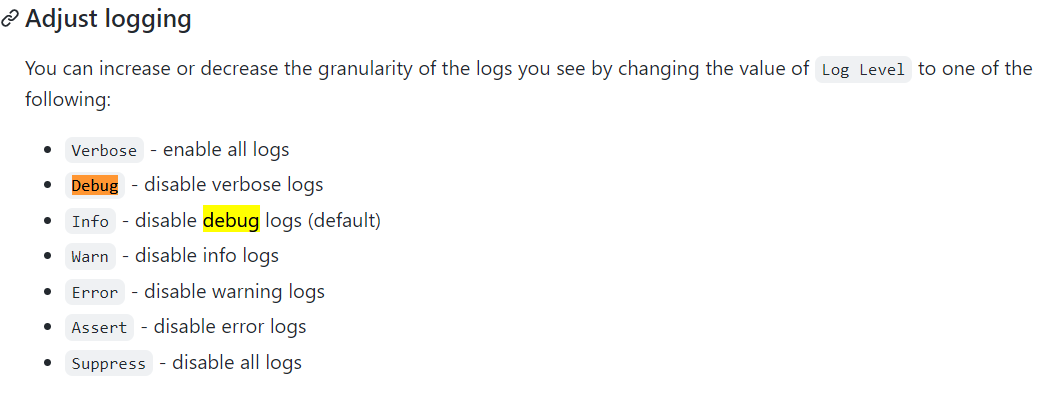 Adjust logging
You can increase or decrease the granularity of the logs you see by changing the value of Log Level to one of the
following:
• Verbose - enable all logs
• Debug - disable verbose logs
• Info - disable debug logs (default)
• Warn - disable info logs
• Error - disable warning logs
• Assert - disable error logs
• Suppress - disable all logs